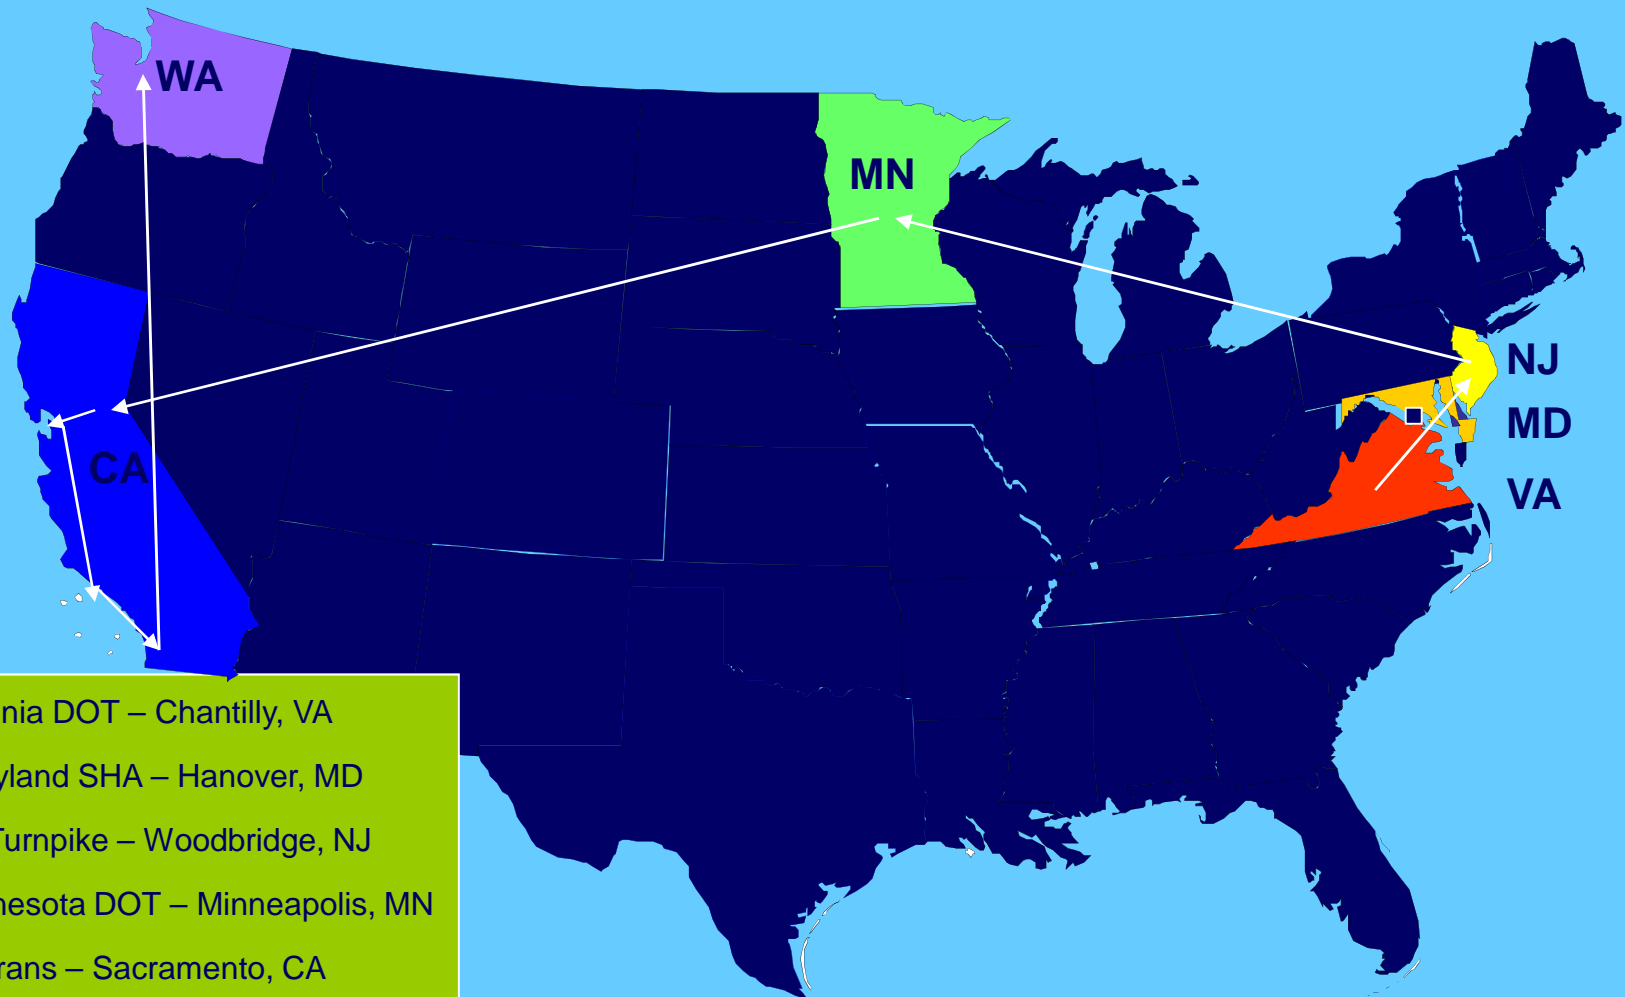 WA
MN
NJ
MD
CA
VA
nia DOT – Chantilly, VA
yland SHA – Hanover, MD
Turnpike – Woodbridge, NJ
nesota DOT – Minneapolis, MN
rans – Sacramento, CA